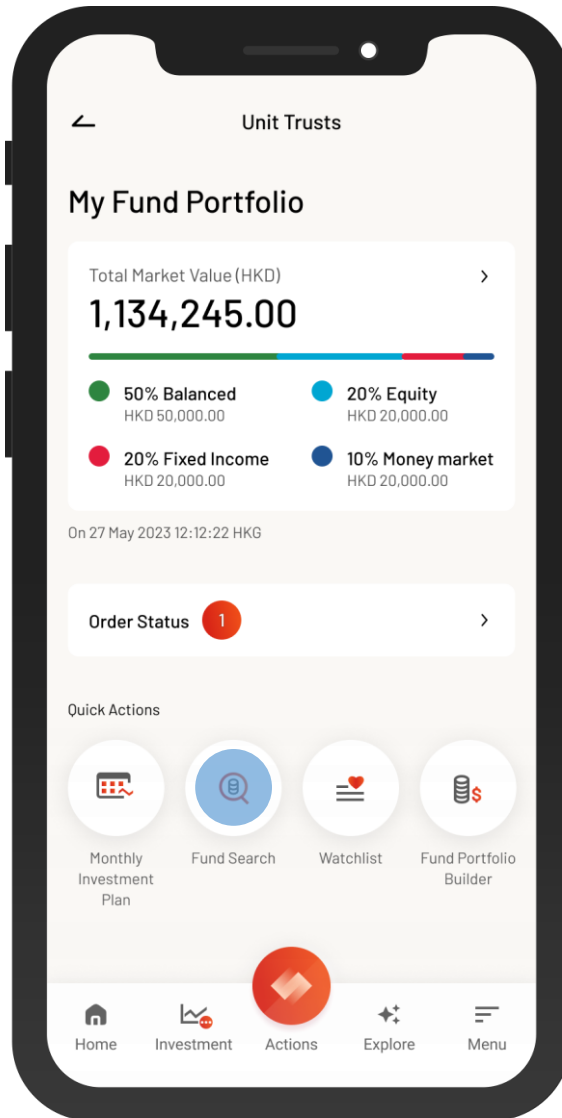 Unit Trusts
My Fund Portfolio
Total Market Value (HKD)
1,134,245.00
50% Balanced
HKD 50,000.00
20% Equity
HKD 20,000.00
20% Fixed Income
HKD 20,000.00
10% Money market
HKD 20,000.00
On 27 May 2023 12:12:22 HKG
Order Status 1
Quick Actions
Monthly
Investment
Plan
Fund Search
Watchlist
Fund Portfolio
Builder
Home
Investment
Actions
Explore
Menu